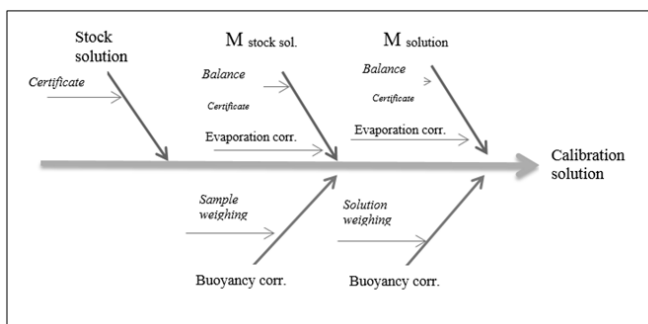 Stock
solution
Certificate
M stock sol.
Balance
Certificate
Evaporation corr.
M solution
Balance
Certificate
Evaporation corr.
Calibration
solution
Sample
weighing
Buoyancy corr.
Solution
weighing
Buoyancy corr.